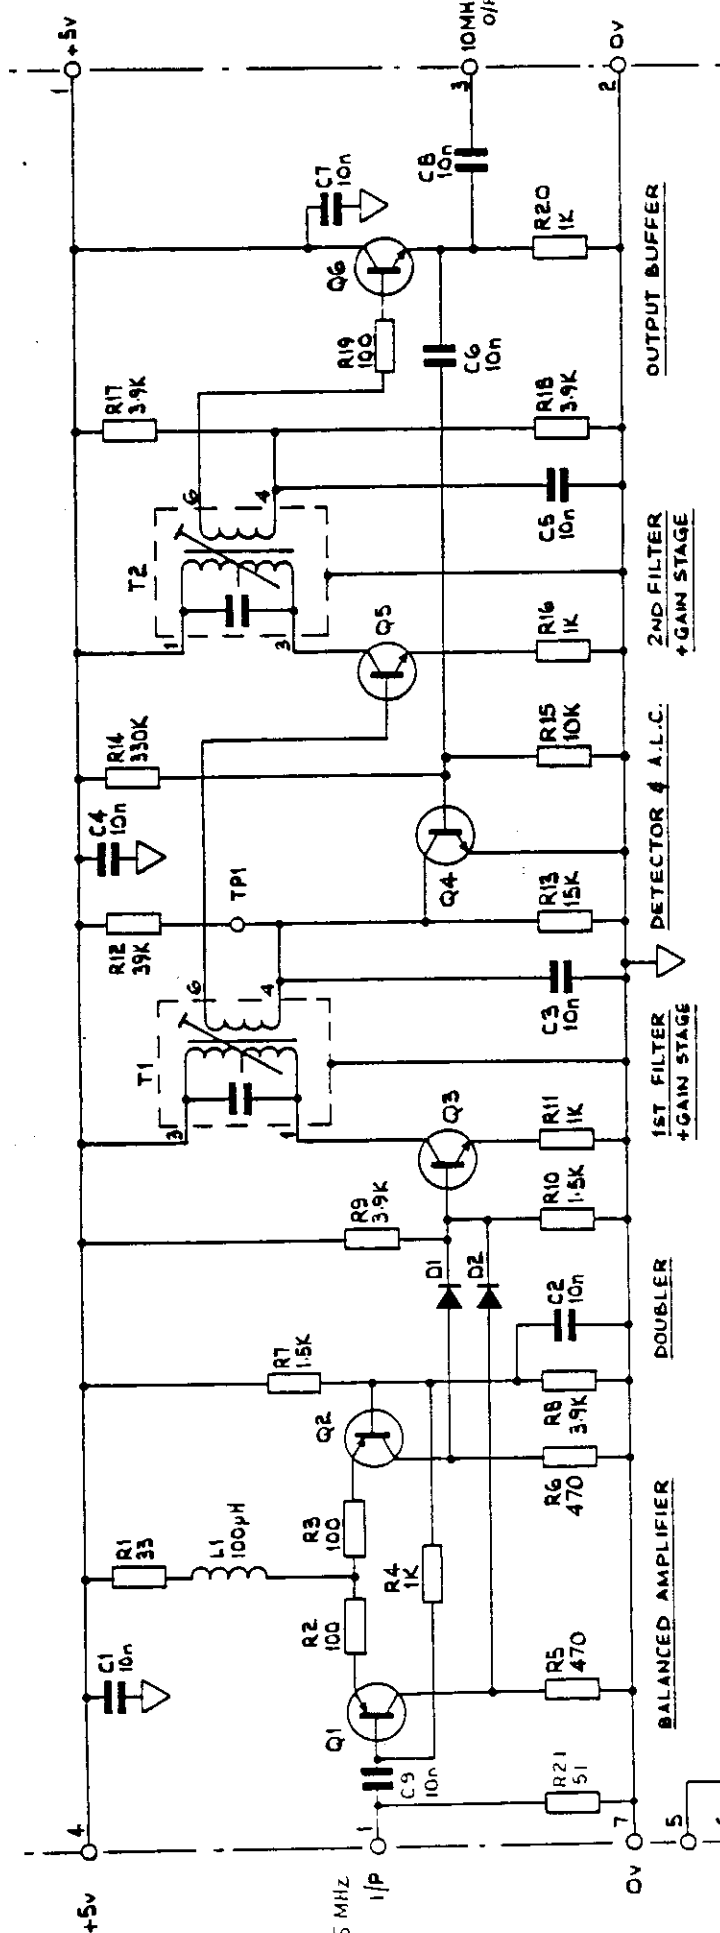 +5v
4
C1
10n
R1
33
L1
100µH
R2
100
R3
100
Q1
Q2
R4
1K
R7
1.5K
C9
10n
5 MHz
I/P
1
R21
51
R5
470
R6
470
R8
3.9K
C2
10n
0v
7
5
BALANCED AMPLIFIER
DOUBLER
D1
D2
R9
3.9K
R10
1.5K
R11
1K
Q3
T1
3
1
6
4
C3
10n
1ST FILTER
+GAIN STAGE
R12
39K
TP1
C4
10n
R13
15K
Q4
R14
330K
R15
10K
DETECTOR & A.L.C.
Q5
R16
1K
T2
1
3
6
4
C5
10n
2ND FILTER
+GAIN STAGE
R17
3.9K
R18
3.9K
R19
100
C6
10n
Q6
C7
10n
C8
10n
R20
1K
OUTPUT BUFFER
+5v
1
10MH
O/P
3
0v
2